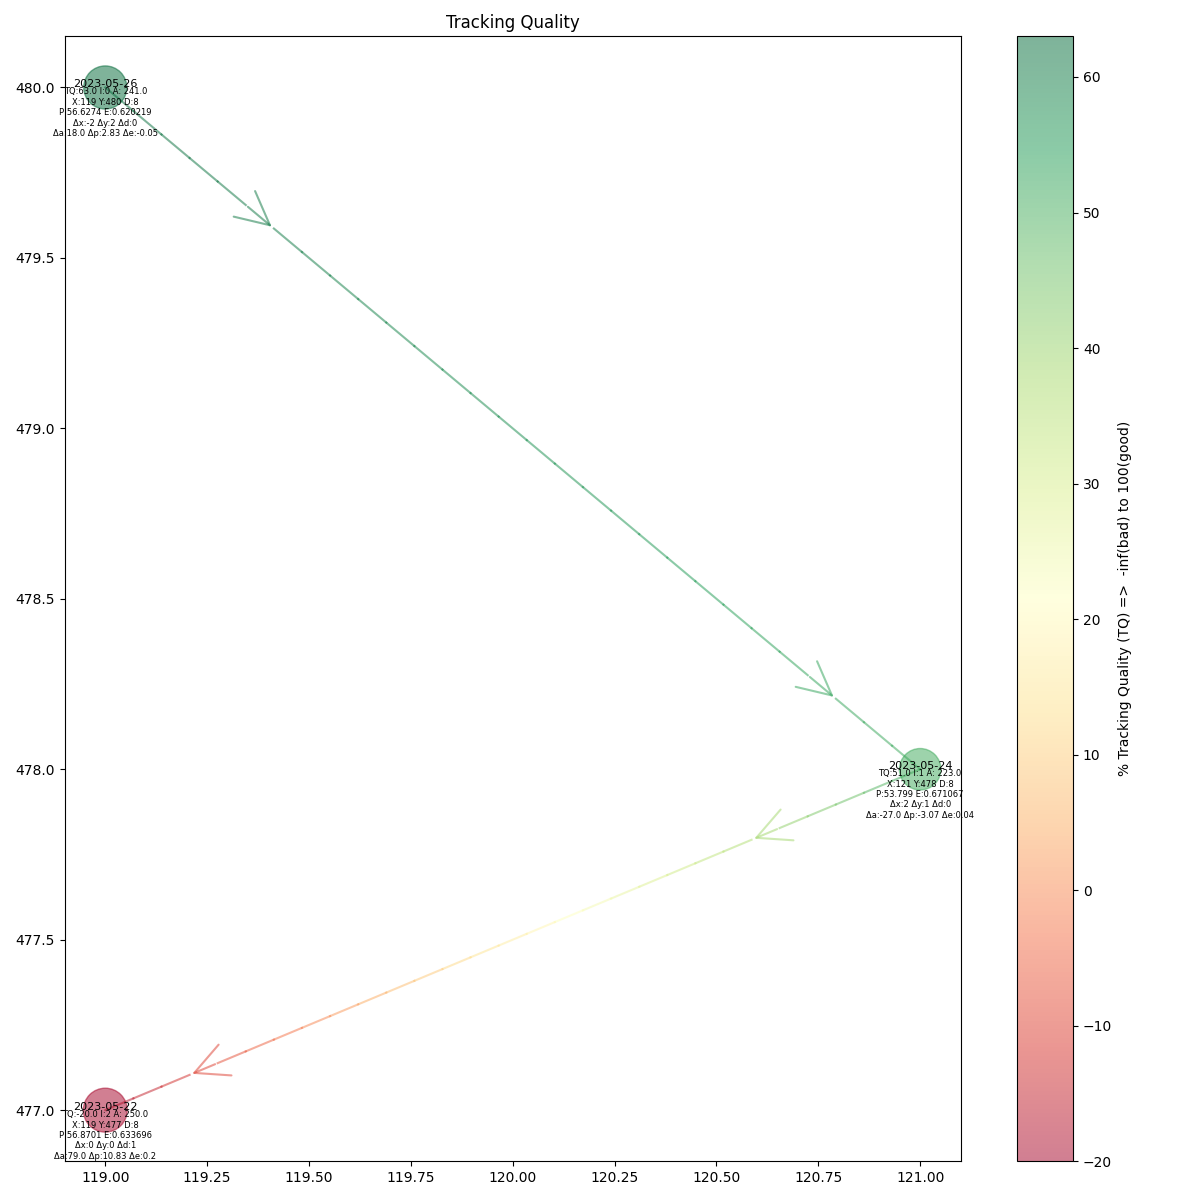 Tracking Quality
480.0
479.5
479.0
478.5
478.0
477.5
477.0
2023-05-26
TQ:63.0 I:0 A: 241.0
X:119 Y:480 D:8
P:56.6274 E:0.620219
Δx:-2 Δy:2 Δd:0
Δa:18.0 Δp:2.83 Δe:-0.05
2023-05-24
TQ:51.0 I:1 A: 223.0
X:121 Y:478 D:8
P:53.799 E:0.671067
Δx:2 Δy:1 Δd:0
Δa:-27.0 Δp:-3.07 Δe:0.04
2023-05-22
TQ:-20.0 I:2 A: 250.0
X:119 Y:477 D:8
P:56.8701 E:0.633696
Δx:0 Δy:0 Δd:1
Δa:79.0 Δp:10.83 Δe:0.2
119.00 119.25 119.50 119.75 120.00 120.25 120.50 120.75 121.00
60
50
40
30
20
10
0
−10
−20
% Tracking Quality (TQ) => -inf(bad) to 100(good)